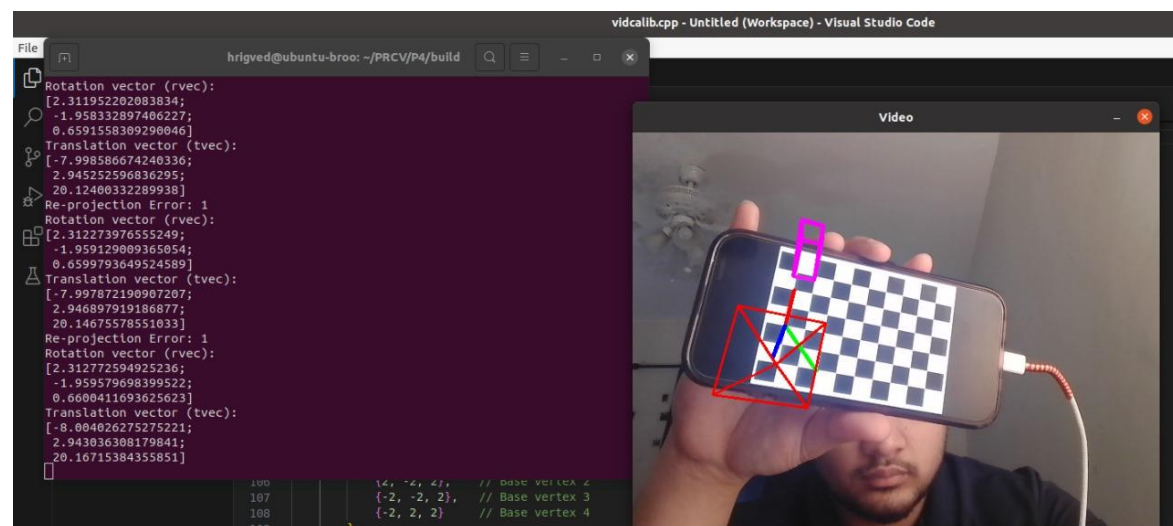 vidcalib.cpp - Untitled (Workspace) - Visual Studio Code
File
hrigved@ubuntu-broo: ~/PRCV/P4/build
Rotation vector (rvec):
[2.311952202083834;
-1.958332897406227;
0.6591558309290046]
Translation vector (tvec):
[-7.998586674240336;
2.945252596836295;
20.12400332289938]
Re-projection Error: 1
Rotation vector (rvec):
[2.312273976555249;
-1.959129009365054;
0.6599793649524589]
Translation vector (tvec):
[-7.997872190907207;
2.946897919186877;
20.14675578551033]
Re-projection Error: 1
Rotation vector (rvec):
[2.312772594925236;
-1.959579698399522;
0.6600411693625623]
Translation vector (tvec):
[-8.004026275275221;
2.943036308179841;
20.16715384355851]
Video
106 {2, -2, 2}, // Base vertex 2
107 {-2, -2, 2}, // Base vertex 3
108 {-2, 2, 2} // Base vertex 4